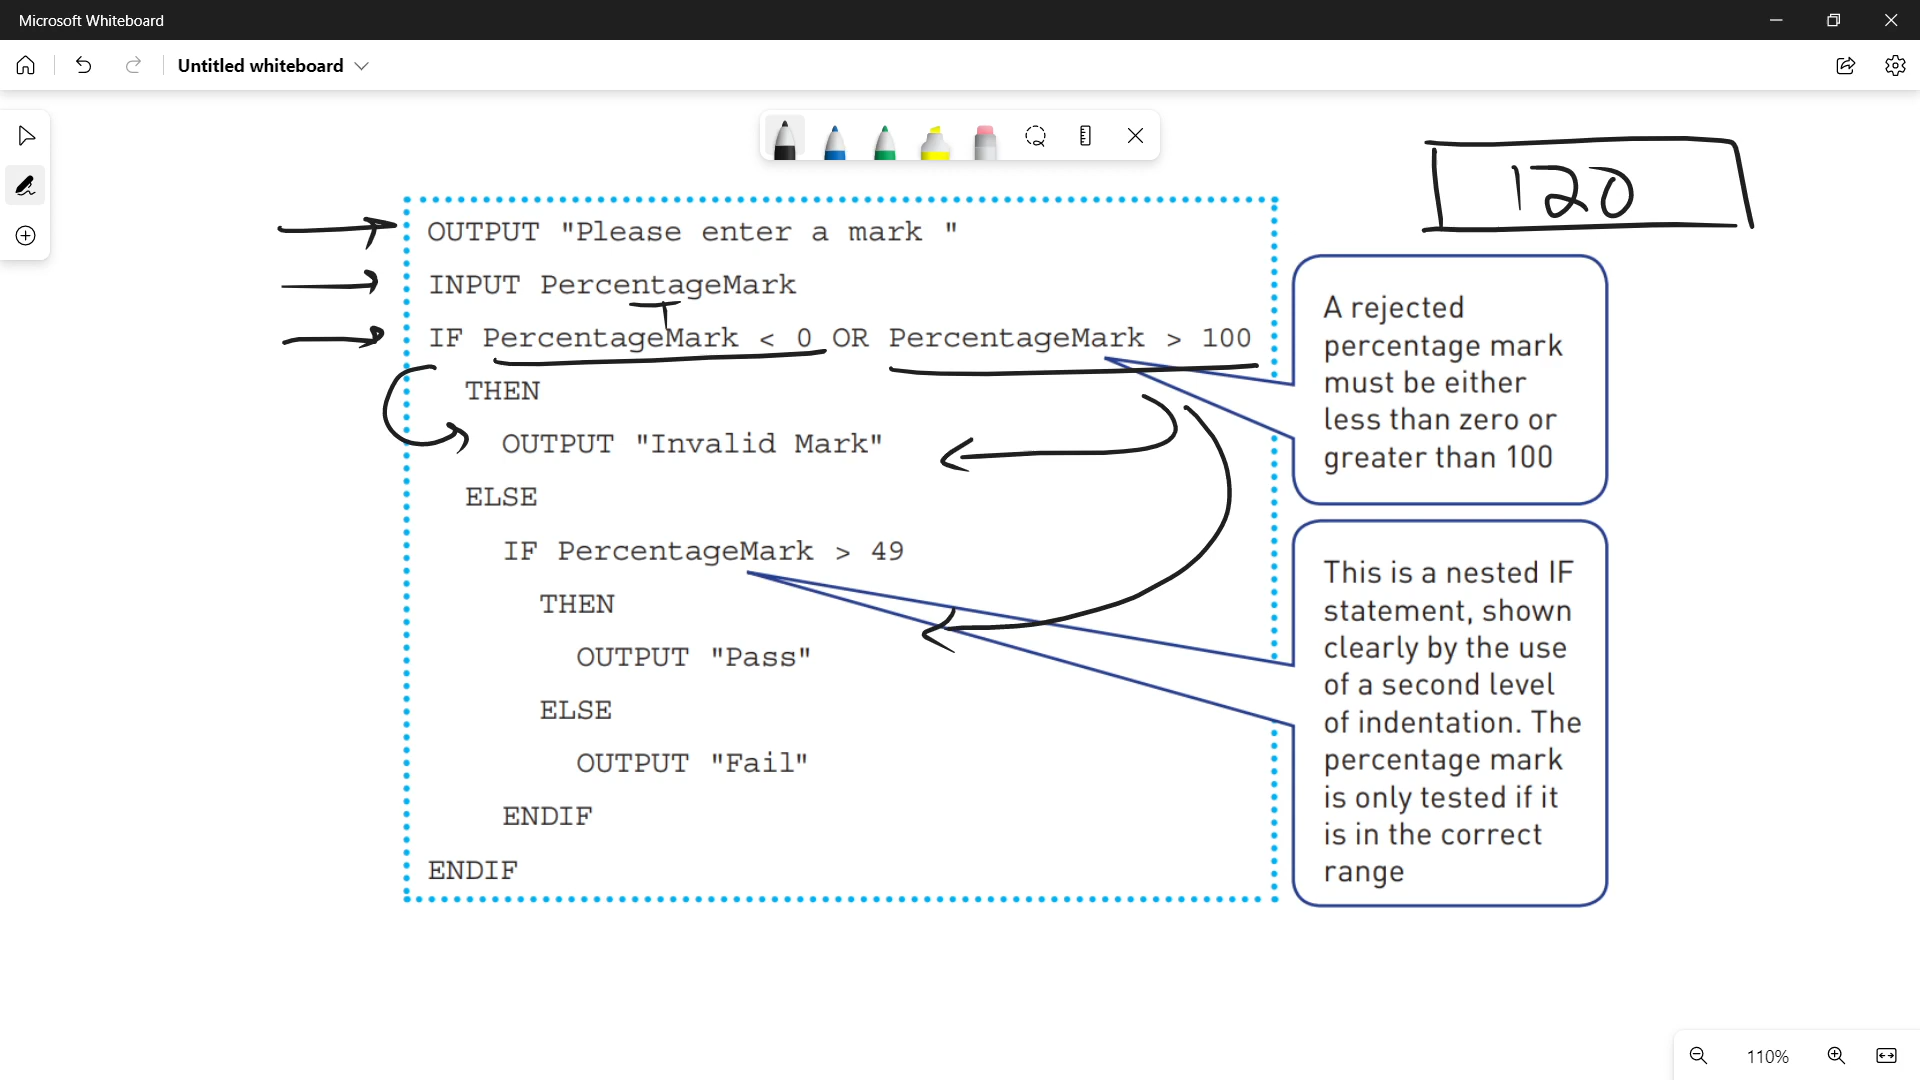 Microsoft Whiteboard
Untitled whiteboard
120
OUTPUT "Please enter a mark "
INPUT PercentageMark
IF PercentageMark < 0 OR PercentageMark > 100
THEN
OUTPUT "Invalid Mark"
ELSE
IF PercentageMark > 49
THEN
OUTPUT "Pass"
ELSE
OUTPUT "Fail"
ENDIF
ENDIF
A rejected
percentage mark
must be either
less than zero or
greater than 100
This is a nested IF
statement, shown
clearly by the use
of a second level
of indentation. The
percentage mark
is only tested if it
is in the correct
range
110%